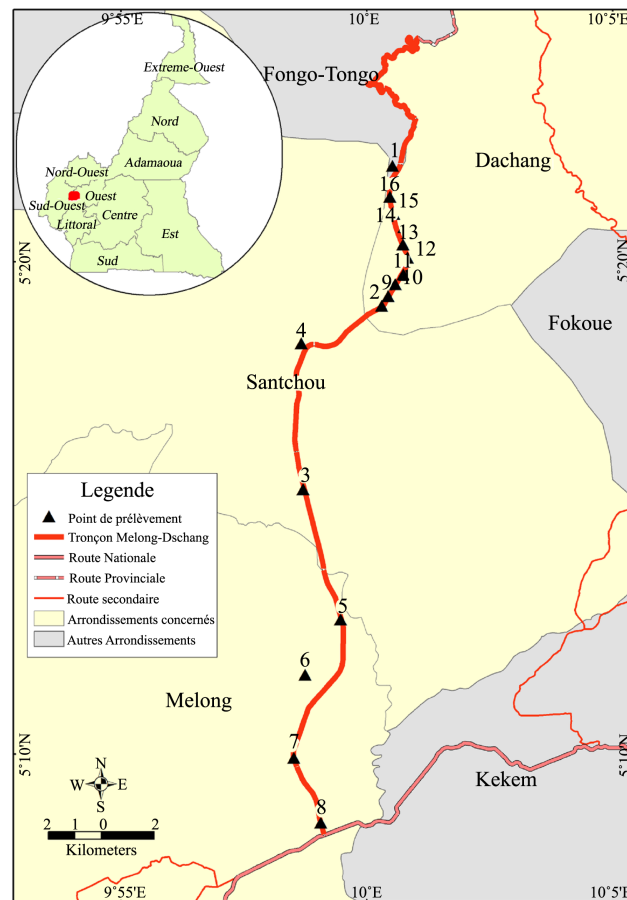 9°55'E 10°E 10°5'E
Extreme-Ouest
Nord
Adamaoua
Nord-Ouest
Ouest
Sud-Ouest
Centre
Littoral
Est
Sud
Fongo-Tongo
Dachang
1
16
15
14
13
12
11
10
9
2
5°20'N 5°20'N
4
Fokoue
Santchou
3
Legende
Point de prélèvement
Tronçon Melong-Dschang
Route Nationale
Route Provinciale
Route secondaire
Arrondissements concernés
Autres Arrondissements
5
6
Melong
7
5°10'N 5°10'N
Kekem
N
W E
S
8
2 1 0 2
Kilometers
9°55'E 10°E 10°5'E